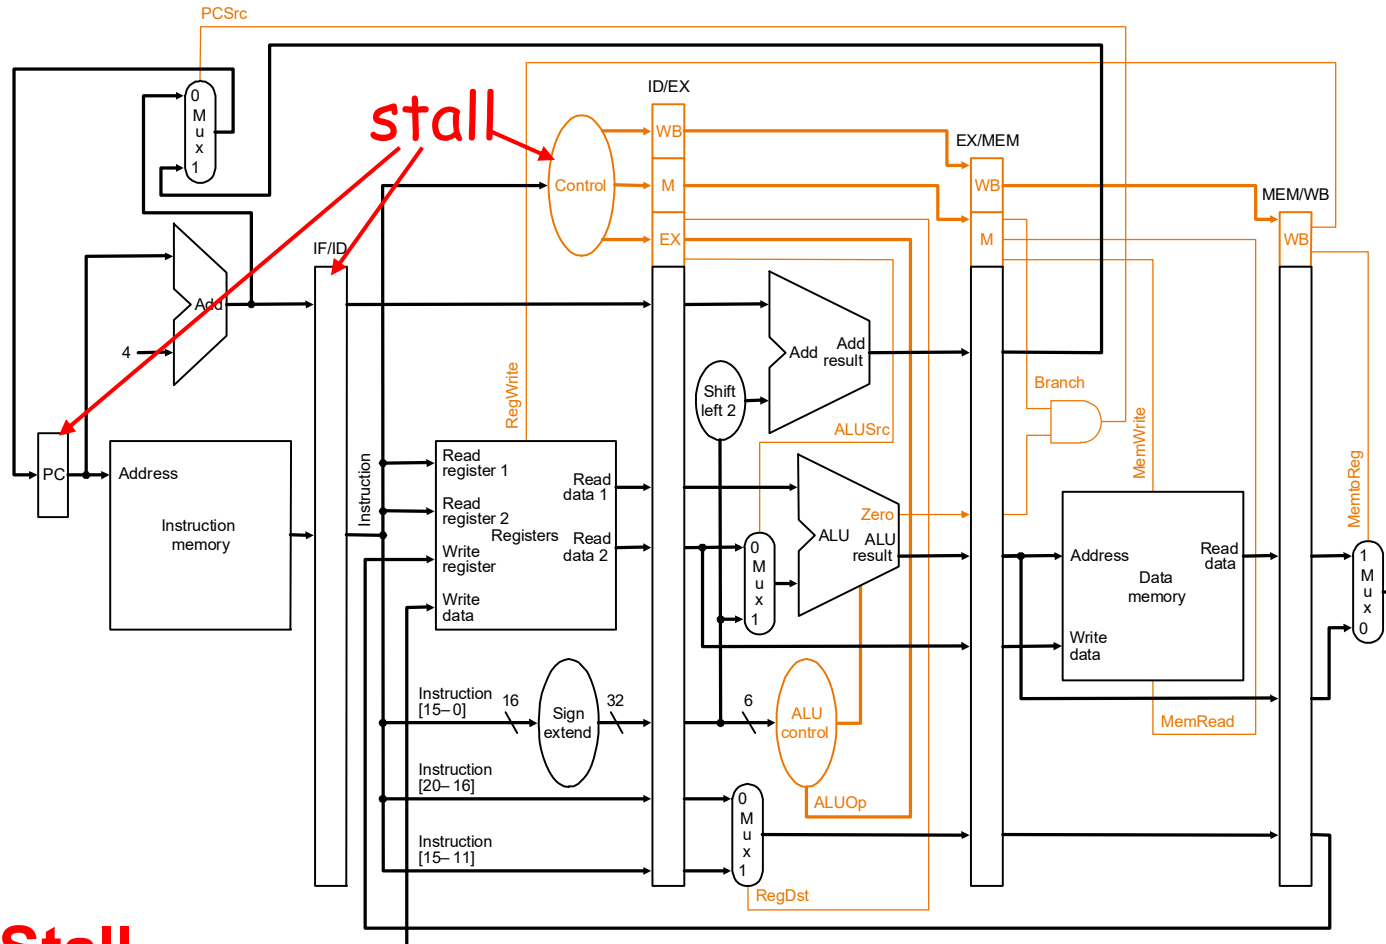 PCSrc
ID/EX
0
M
u
x
1
stall
WB
EX/MEM
Control
M
WB
MEM/WB
IF/ID
EX
M
WB
Add
4
Add
Add
result
Shift
left 2
RegWrite
Branch
ALUSrc
MemWrite
PC
Address
Instruction
memory
Instruction
Read
register 1
Read
register 2
Registers
Write
register
Write
data
Read
data 1
Read
data 2
0
M
u
x
1
ALU
Zero
ALU
result
Address
Read
data
Data
memory
Write
data
MemtoReg
1
M
u
x
0
Instruction
[15–0]
16
Sign
extend
32
6
ALU
control
MemRead
Instruction
[20–16]
0
M
u
x
1
ALUOp
Instruction
[15–11]
RegDst
Stall